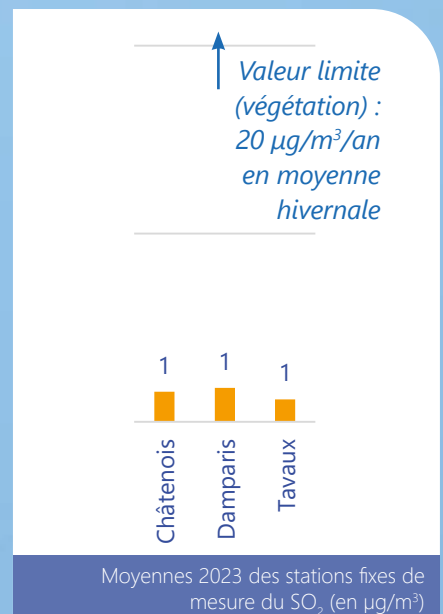 Valeur limite
(végétation) :
20 µg/m³/an
en moyenne
hivernale
1
1
1
Châtenois
Damparis
Tavaux
Moyennes 2023 des stations fixes de
mesure du SO₂ (en µg/m³)